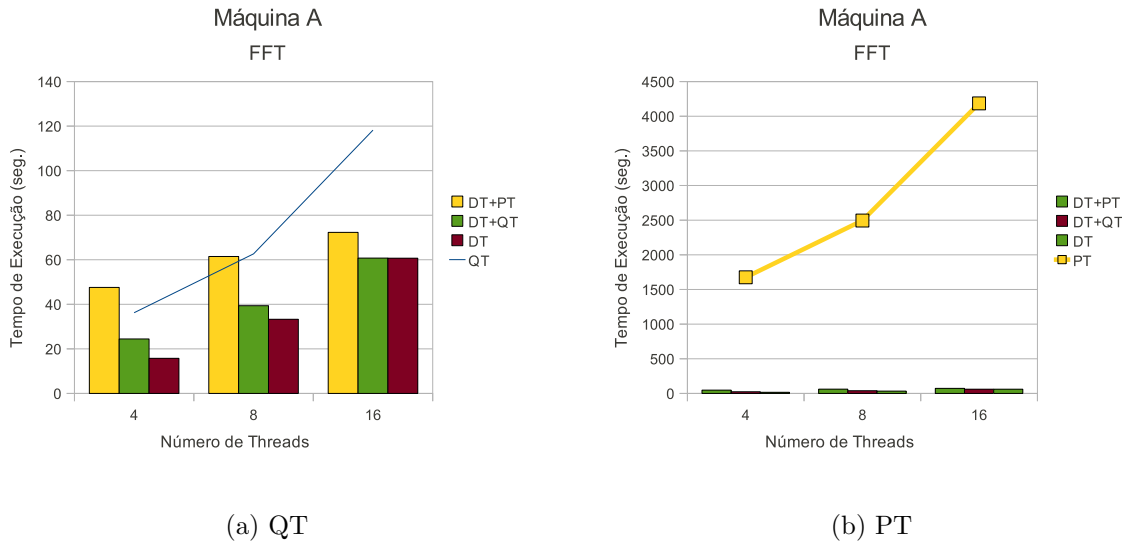 Máquina A
FFT
Tempo de Execução (seg.)
140
120
100
80
60
40
20
0
4
8
16
Número de Threads
DT+PT
DT+QT
DT
QT
(a) QT
Máquina A
FFT
Tempo de Execução (seg.)
4500
4000
3500
3000
2500
2000
1500
1000
500
0
4
8
16
Número de Threads
DT+PT
DT+QT
DT
PT
(b) PT